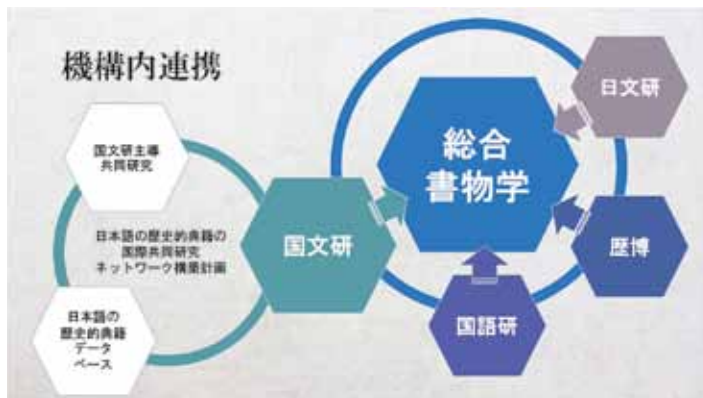 機構内連携
国文研主導
共同研究
日本語の歴史的典籍の
国際共同研究
ネットワーク構築計画
日本語の
歴史的典籍
データ
ベース
国文研
総合
書物学
日文研
歴博
国語研